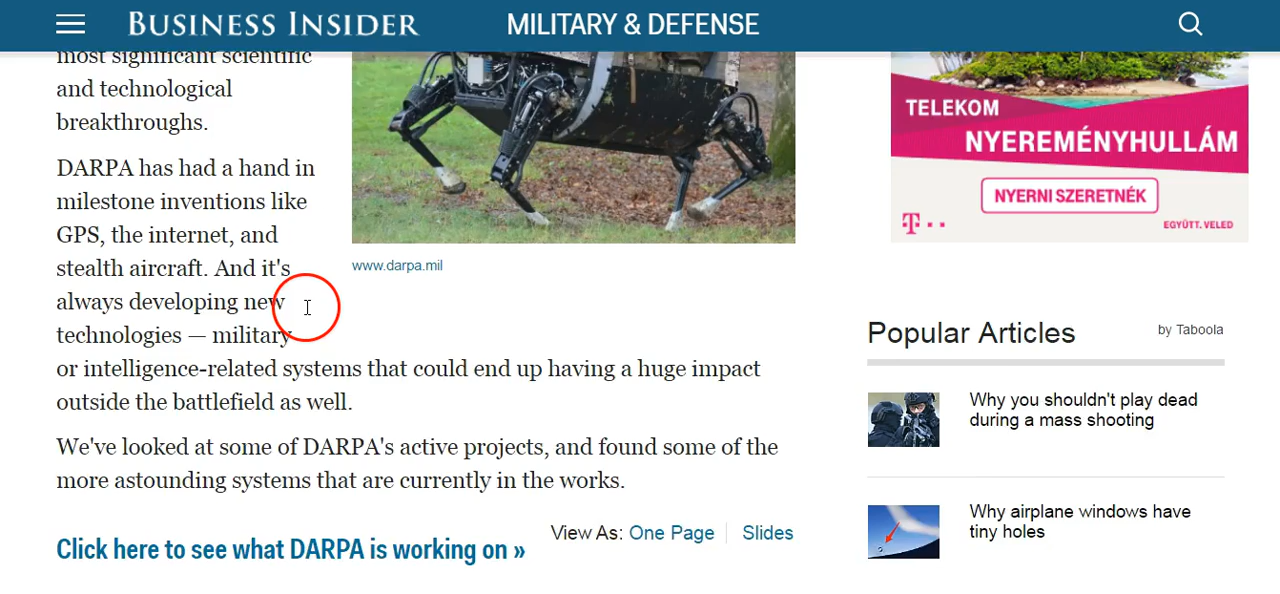 BUSINESS INSIDER
MILITARY & DEFENSE
most significant scientific
and technological
breakthroughs.
DARPA has had a hand in
milestone inventions like
GPS, the internet, and
stealth aircraft. And it's
always developing new
technologies — military
or intelligence-related systems that could end up having a huge impact
outside the battlefield as well.
We've looked at some of DARPA's active projects, and found some of the
more astounding systems that are currently in the works.
Click here to see what DARPA is working on »
View As: One Page
Slides
www.darpa.mil
TELEKOM
NYEREMÉNYHULLÁM
NYERNI SZERETNÉK
T
EGYÜTT. VELED
Popular Articles
by Taboola
Why you shouldn't play dead
during a mass shooting
Why airplane windows have
tiny holes